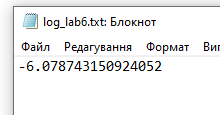 log_lab6.txt: Блокнот
Файл Редагування Формат
-6.078743150924052